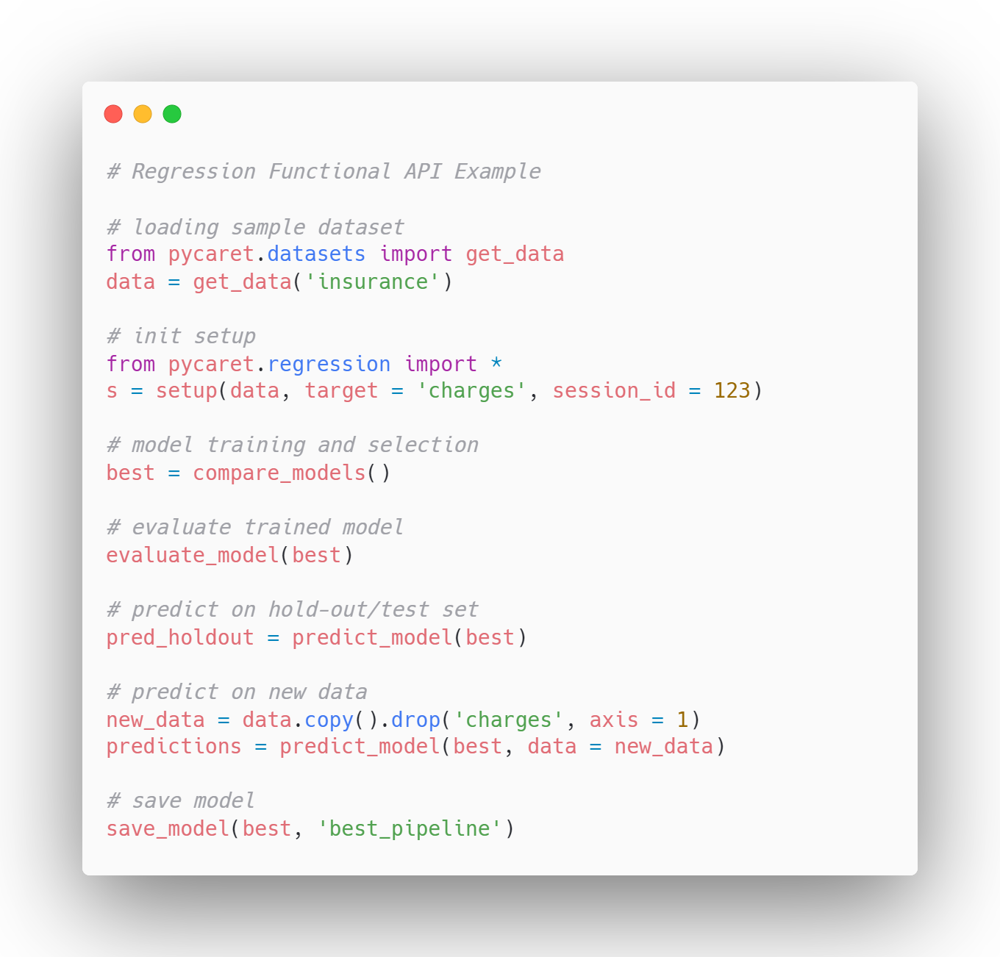 # Regression Functional API Example
# loading sample dataset
from pycaret.datasets import get_data
data = get_data('insurance')
# init setup
from pycaret.regression import *
s = setup(data, target = 'charges', session_id = 123)
# model training and selection
best = compare_models()
# evaluate trained model
evaluate_model(best)
# predict on hold-out/test set
pred_holdout = predict_model(best)
# predict on new data
new_data = data.copy().drop('charges', axis = 1)
predictions = predict_model(best, data = new_data)
# save model
save_model(best, 'best_pipeline')